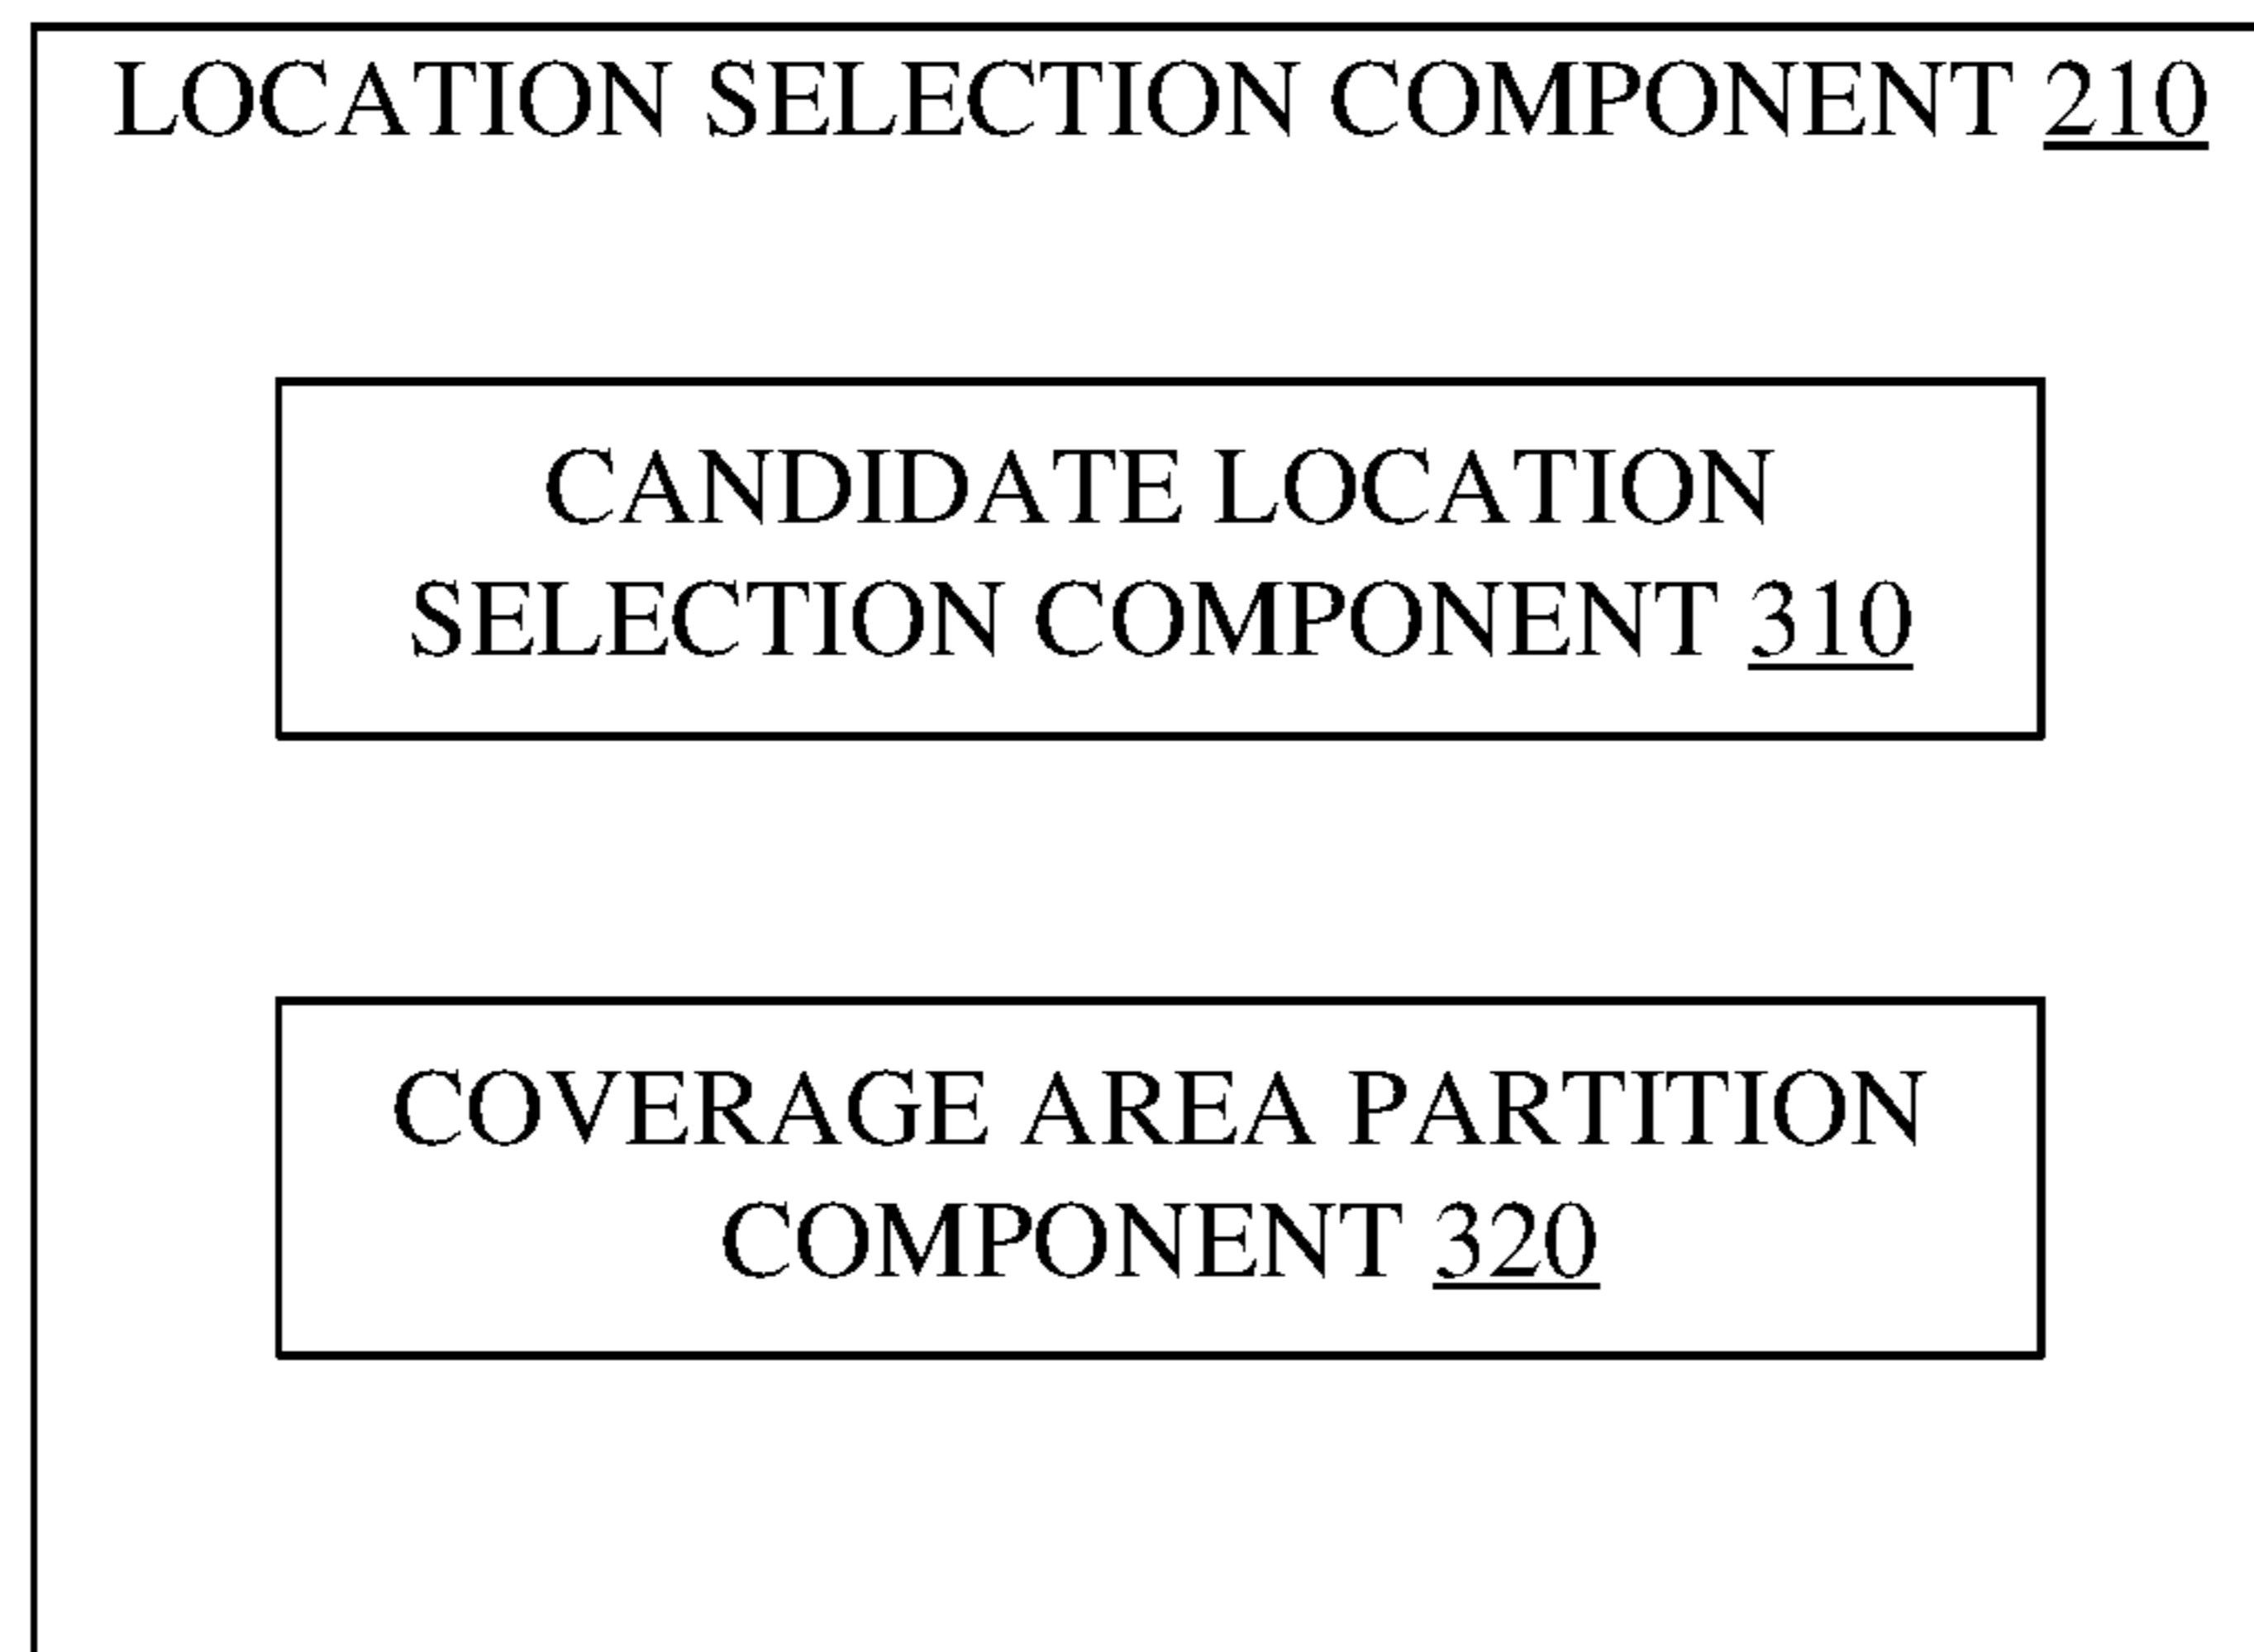 LOCATION SELECTION COMPONENT 210
CANDIDATE LOCATION
SELECTION COMPONENT 310
COVERAGE AREA PARTITION
COMPONENT 320